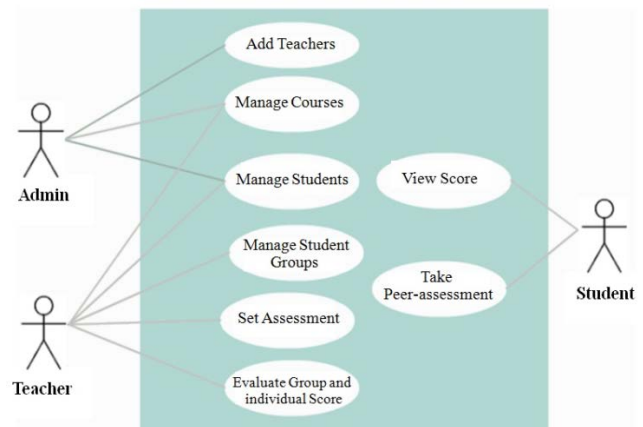 Add Teachers
Manage Courses
Admin
Manage Students
View Score
Manage Student
Groups
Take
Peer-assessment
Student
Set Assessment
Teacher
Evaluate Group and
individual Score